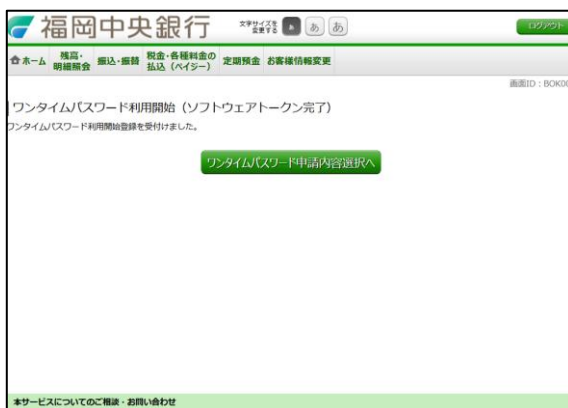 福岡中央銀行
文字サイズを
変更する
あ
あ
あ
ログアウト
ホーム
残高・
明細照会
振込・振替
税金・各種料金の
払込（ペイジー）
定期預金
お客様情報変更
画面ID：BOK00
ワンタイムパスワード利用開始（ソフトウェアトークン完了）
ワンタイムパスワード利用開始登録を受付けました。
ワンタイムパスワード申請内容選択へ
本サービスについてのご相談・お問い合わせ